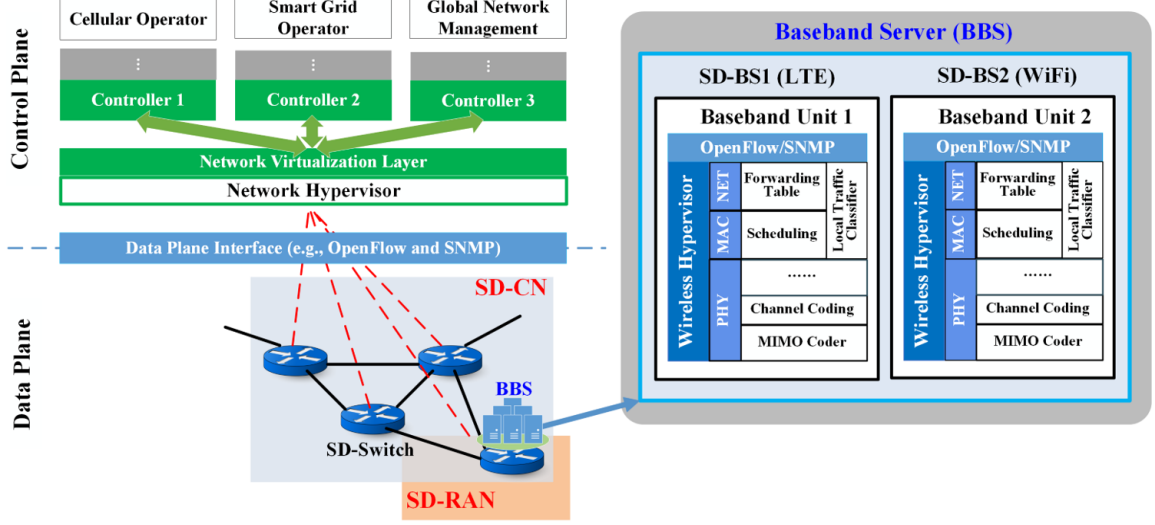 Control Plane
Cellular Operator
Smart Grid
Operator
Global Network
Management
⋮
⋮
⋮
Controller 1
Controller 2
Controller 3
Network Virtualization Layer
Network Hypervisor
Data Plane Interface (e.g., OpenFlow and SNMP)
Data Plane
SD-CN
BBS
SD-Switch
SD-RAN
Baseband Server (BBS)
SD-BS1 (LTE)
Baseband Unit 1
OpenFlow/SNMP
Wireless Hypervisor
NET
Forwarding
Table
MAC
Scheduling
Local Traffic
Classifier
PHY
......
Channel Coding
MIMO Coder
SD-BS2 (WiFi)
Baseband Unit 2
OpenFlow/SNMP
Wireless Hypervisor
NET
Forwarding
Table
MAC
Scheduling
Local Traffic
Classifier
PHY
......
Channel Coding
MIMO Coder